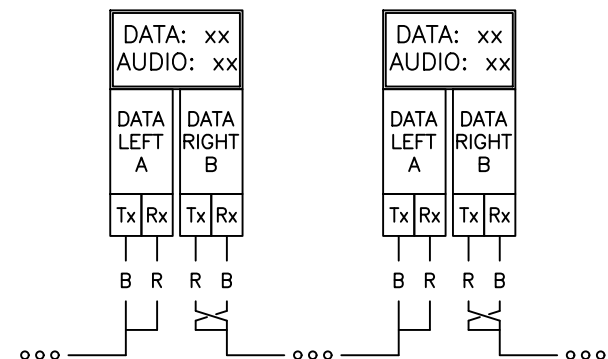 DATA: xx
AUDIO: xx
DATA LEFT A
DATA RIGHT B
Tx Rx Tx Rx
B R R B
DATA: xx
AUDIO: xx
DATA LEFT A
DATA RIGHT B
Tx Rx Tx Rx
B R R B